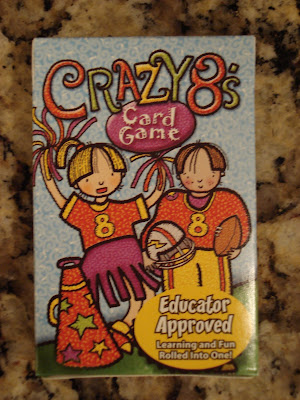 CRAZY 8's
Card
Game
8
8
Educator
Approved
Learning and Fun
Rolled Into One!